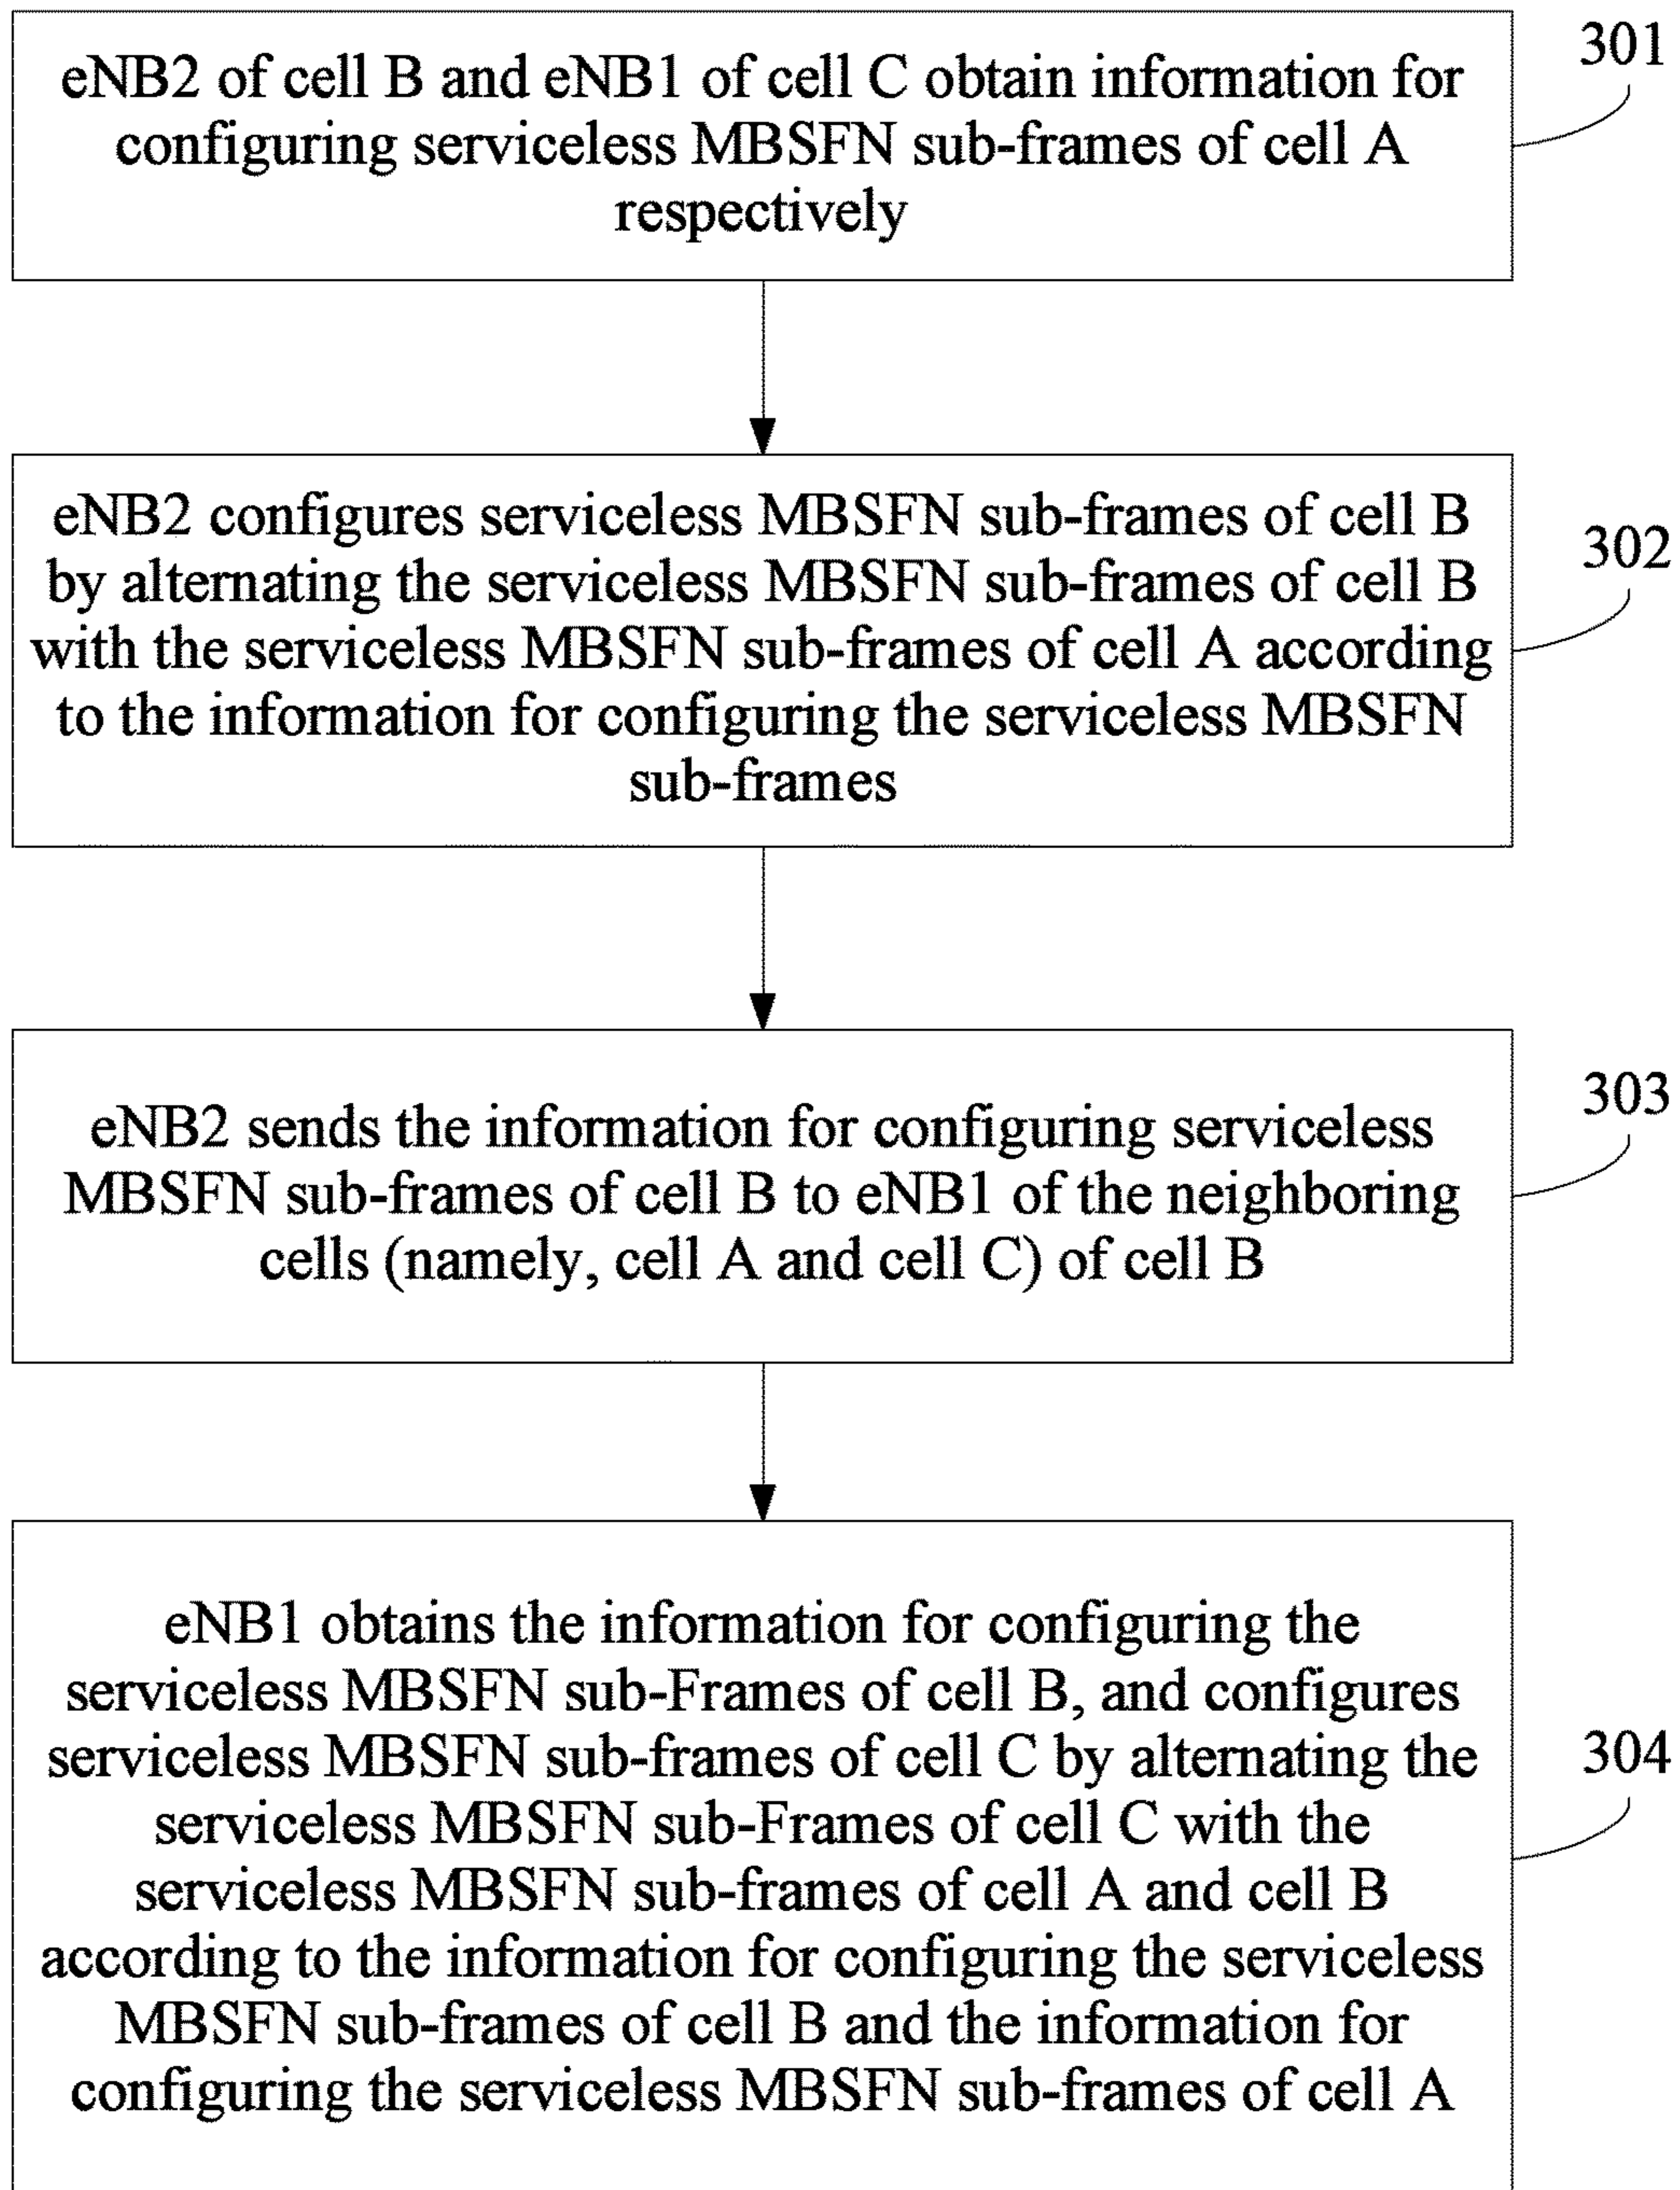 eNB2 of cell B and eNB1 of cell C obtain information for
configuring serviceless MBSFN sub-frames of cell A
respectively
301
eNB2 configures serviceless MBSFN sub-frames of cell B
by alternating the serviceless MBSFN sub-frames of cell B
with the serviceless MBSFN sub-frames of cell A according
to the information for configuring the serviceless MBSFN
sub-frames
302
eNB2 sends the information for configuring serviceless
MBSFN sub-frames of cell B to eNB1 of the neighboring
cells (namely, cell A and cell C) of cell B
303
eNB1 obtains the information for configuring the
serviceless MBSFN sub-Frames of cell B, and configures
serviceless MBSFN sub-frames of cell C by alternating the
serviceless MBSFN sub-Frames of cell C with the
serviceless MBSFN sub-frames of cell A and cell B
according to the information for configuring the serviceless
MBSFN sub-frames of cell B and the information for
configuring the serviceless MBSFN sub-frames of cell A
304